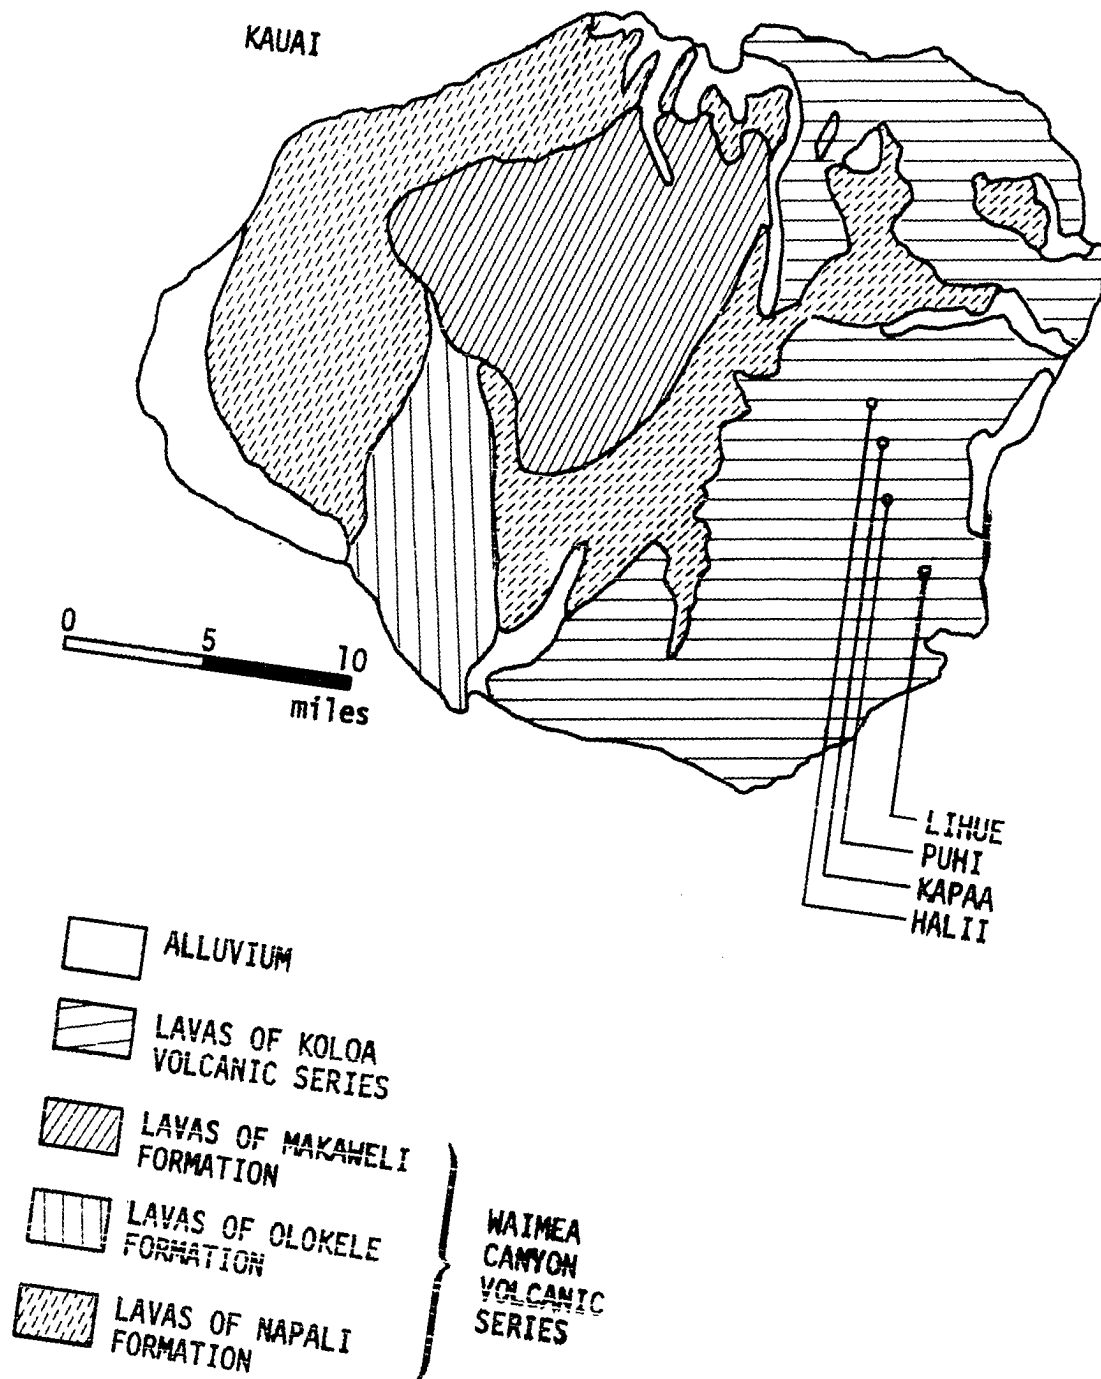 KAUAI
0
5
10
miles
LIHUE
PUHI
KAPAA
HALII
ALLUVIUM
LAVAS OF KOLOA
VOLCANIC SERIES
LAVAS OF MAKAWELI
FORMATION
LAVAS OF OLOKELE
FORMATION
LAVAS OF NAPALI
FORMATION
WAIMEA
CANYON
VOLCANIC
SERIES